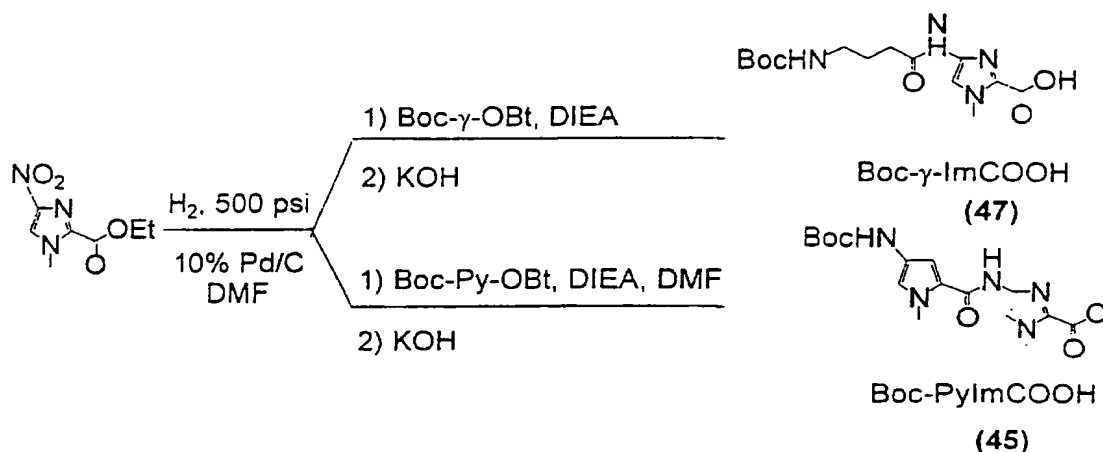 NO₂
N
N
O
OEt
H₂. 500 psi
10% Pd/C
DMF
1) Boc-γ-OBt, DIEA
2) KOH
1) Boc-Py-OBt, DIEA, DMF
2) KOH
BocHN
O
N
H
N
N
OH
O
Boc-γ-ImCOOH
(47)
BocHN
N
O
H
N
N
N
O
O
Boc-PyImCOOH
(45)